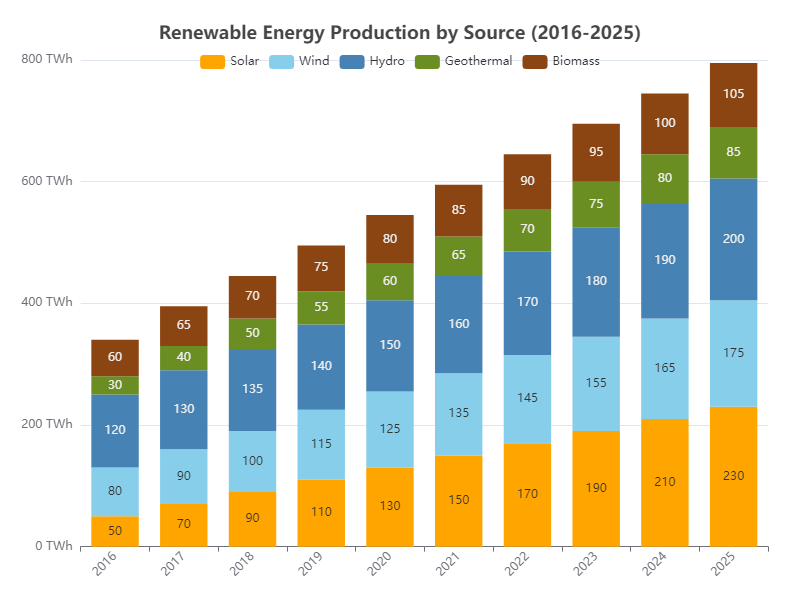 Renewable Energy Production by Source (2016-2025)
Solar Wind Hydro Geothermal Biomass
800 TWh
600 TWh
400 TWh
200 TWh
0 TWh
60 65 70 75 80 85 90 95 100 105
30 40 50 55 60 65 70 75 80 85
120 130 135 140 150 160 170 180 190 200
80 90 100 115 125 135 145 155 165 175
50 70 90 110 130 150 170 190 210 230
2016 2017 2018 2019 2020 2021 2022 2023 2024 2025